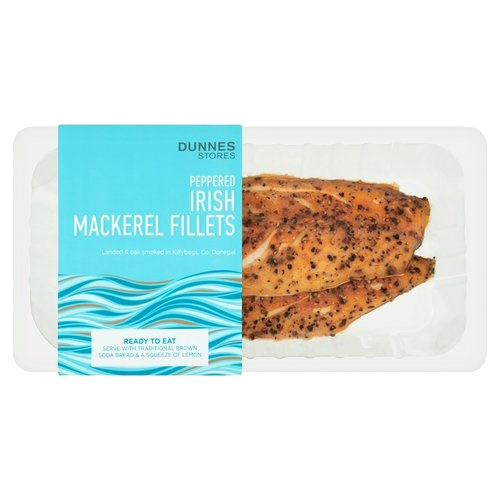 DUNNES
STORES
PEPPERED
IRISH
MACKEREL FILLETS
Landed & oak smoked in Killybegs, Co. Donegal
READY TO EAT
SERVE WITH TRADITIONAL BROWN
SODA BREAD & A SQUEEZE OF LEMON